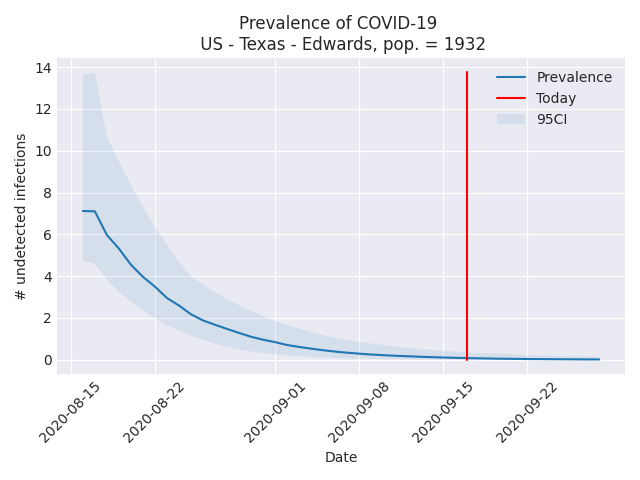 Prevalence of COVID-19
US - Texas - Edwards, pop. = 1932
14
12
10
8
6
4
2
0
# undetected infections
Prevalence
Today
95CI
2020-08-15
2020-08-22
2020-09-01
2020-09-08
2020-09-15
2020-09-22
Date